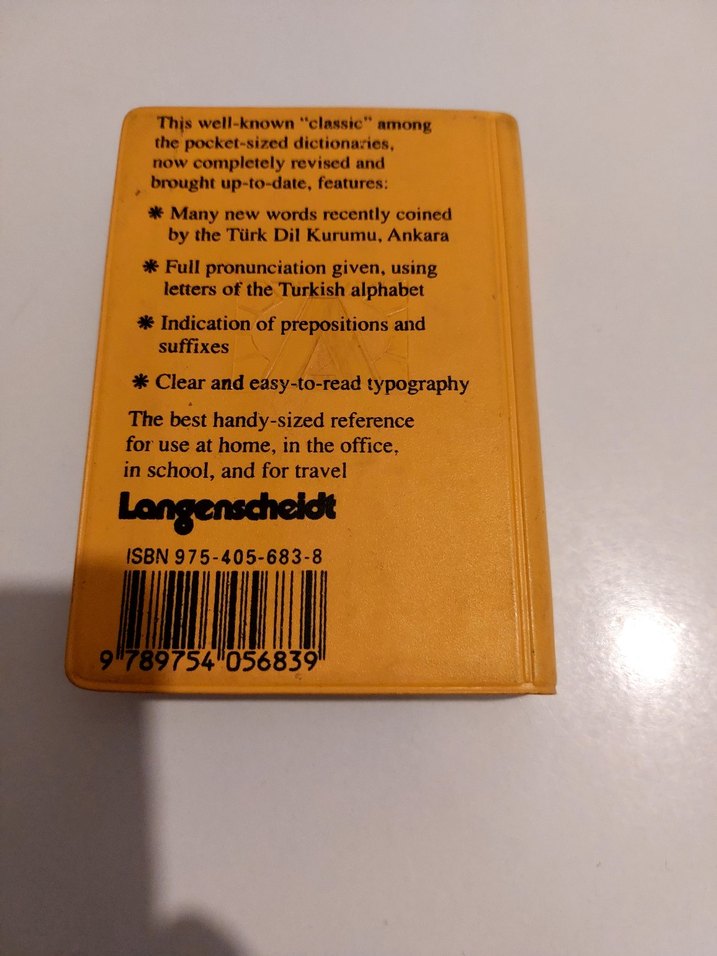 This well-known "classic" among
the pocket-sized dictionaries,
now completely revised and
brought up-to-date, features:
✱ Many new words recently coined
by the Türk Dil Kurumu, Ankara
✱ Full pronunciation given, using
letters of the Turkish alphabet
✱ Indication of prepositions and
suffixes
✱ Clear and easy-to-read typography
The best handy-sized reference
for use at home, in the office,
in school, and for travel
Langenscheidt
ISBN 975-405-683-8
9 789754 056839